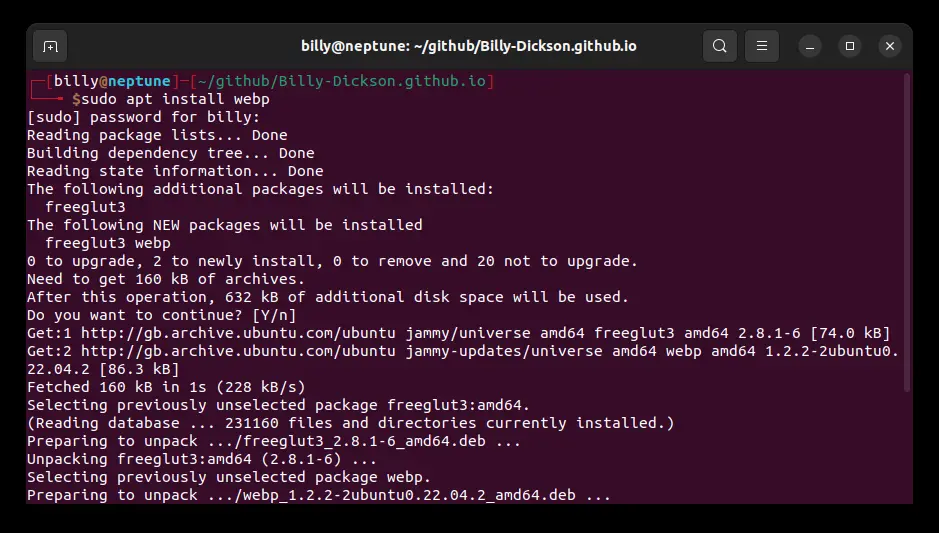 billy@neptune: ~/github/Billy-Dickson.github.io
┌─[billy@neptune]─[~/github/Billy-Dickson.github.io]
└──╼ $sudo apt install webp
[sudo] password for billy:
Reading package lists... Done
Building dependency tree... Done
Reading state information... Done
The following additional packages will be installed:
  freeglut3
The following NEW packages will be installed
  freeglut3 webp
0 to upgrade, 2 to newly install, 0 to remove and 20 not to upgrade.
Need to get 160 kB of archives.
After this operation, 632 kB of additional disk space will be used.
Do you want to continue? [Y/n]
Get:1 http://gb.archive.ubuntu.com/ubuntu jammy/universe amd64 freeglut3 amd64 2.8.1-6 [74.0 kB]
Get:2 http://gb.archive.ubuntu.com/ubuntu jammy-updates/universe amd64 webp amd64 1.2.2-2ubuntu0.
22.04.2 [86.3 kB]
Fetched 160 kB in 1s (228 kB/s)
Selecting previously unselected package freeglut3:amd64.
(Reading database ... 231160 files and directories currently installed.)
Preparing to unpack .../freeglut3_2.8.1-6_amd64.deb ...
Unpacking freeglut3:amd64 (2.8.1-6) ...
Selecting previously unselected package webp.
Preparing to unpack .../webp_1.2.2-2ubuntu0.22.04.2_amd64.deb ...